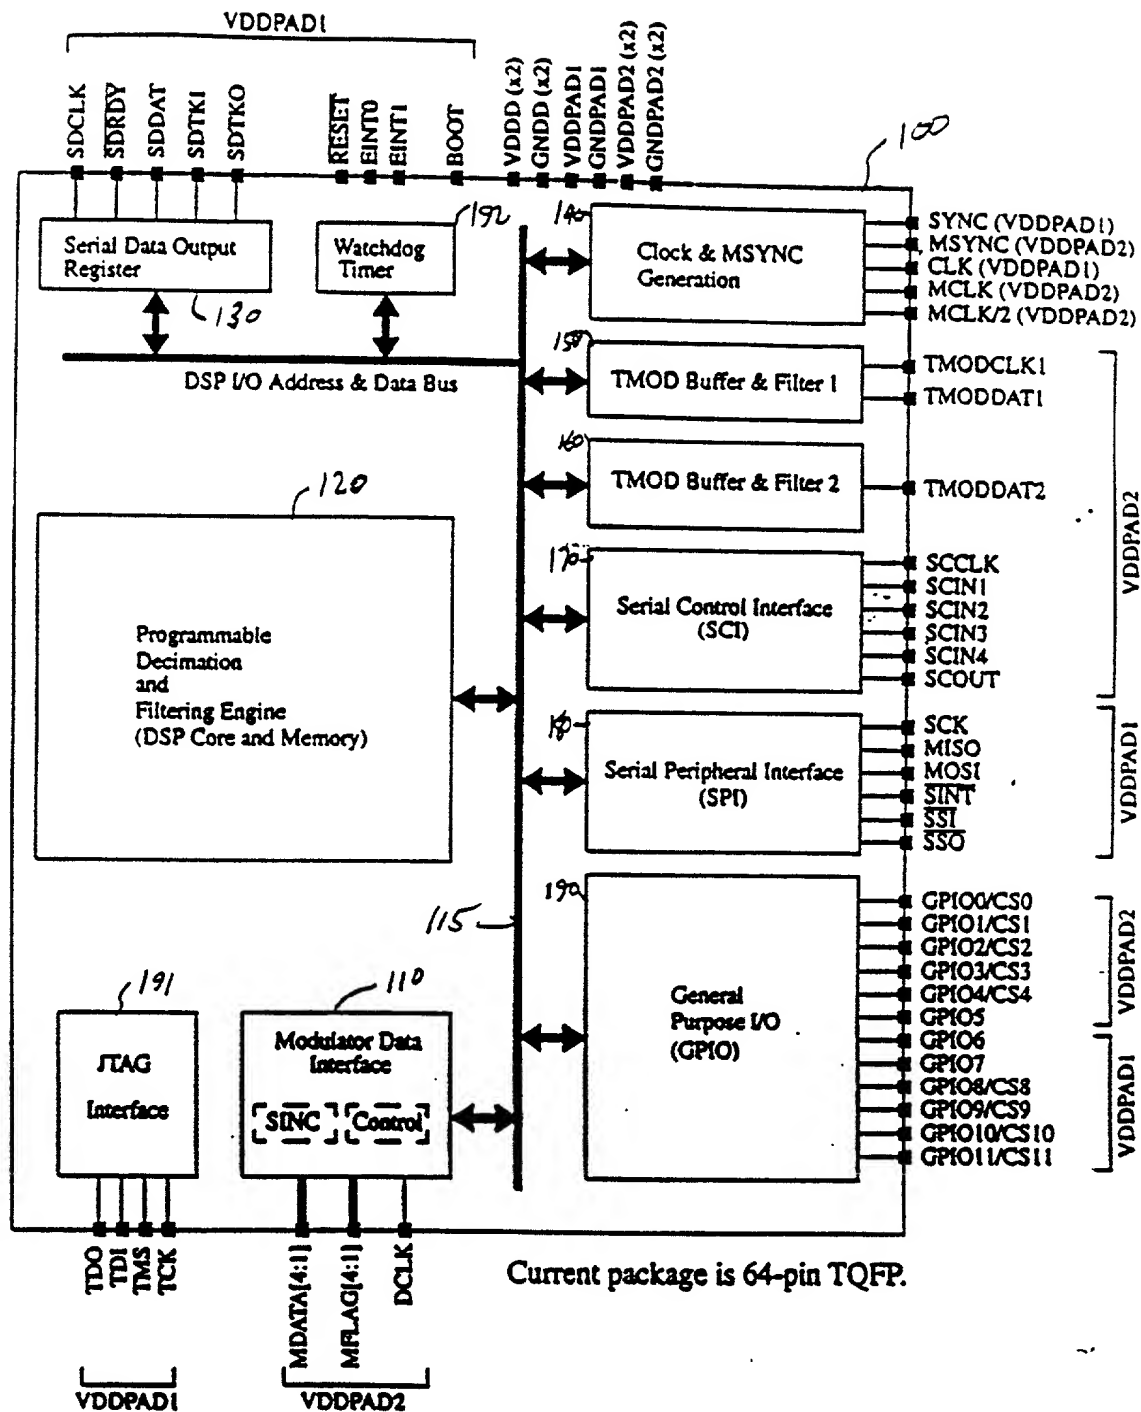 VDDPAD1
SDCLK
SDRDY
SDDAT
SDTKI
SDTKO
RESET
EINT0
EINT1
BOOT
VDDD (x2)
GNDD (x2)
VDDPAD1
GNDPAD1
VDDPAD2 (x2)
GNDPAD2 (x2)
100
Serial Data Output
Register
130
Watchdog
Timer
192
DSP I/O Address & Data Bus
140
Clock & MSYNC
Generation
SYNC (VDDPAD1)
MSYNC (VDDPAD2)
CLK (VDDPAD1)
MCLK (VDDPAD2)
MCLK/2 (VDDPAD2)
150
TMOD Buffer & Filter 1
TMODCLK1
TMODDAT1
160
TMOD Buffer & Filter 2
TMODDAT2
120
Programmable
Decimation
and
Filtering Engine
(DSP Core and Memory)
170
Serial Control Interface
(SCI)
SCCLK
SCIN1
SCIN2
SCIN3
SCIN4
SCOUT
VDDPAD2
180
Serial Peripheral Interface
(SPI)
SCK
MISO
MOSI
SINT
SSI
SSO
VDDPAD1
115
190
General
Purpose I/O
(GPIO)
GPIO0/CS0
GPIO1/CS1
GPIO2/CS2
GPIO3/CS3
GPIO4/CS4
GPIO5
GPIO6
GPIO7
GPIO8/CS8
GPIO9/CS9
GPIO10/CS10
GPIO11/CS11
VDDPAD2
VDDPAD1
191
JTAG
Interface
110
Modulator Data
Interface
SINC
Control
TDO
TDI
TMS
TCK
MDATA[4:1]
MFLAG[4:1]
DCLK
VDDPAD1
VDDPAD2
Current package is 64-pin TQFP.